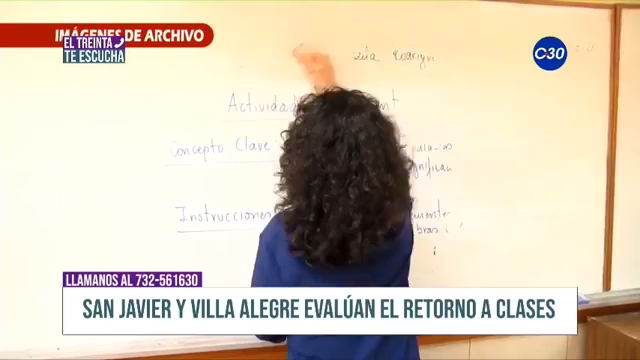 IMÁGENES DE ARCHIVO
EL TREINTA
TE ESCUCHA
C30
Actividad
Concepto Clave
Instrucciones
LLAMANOS AL 732-561630
SAN JAVIER Y VILLA ALEGRE EVALÚAN EL RETORNO A CLASES